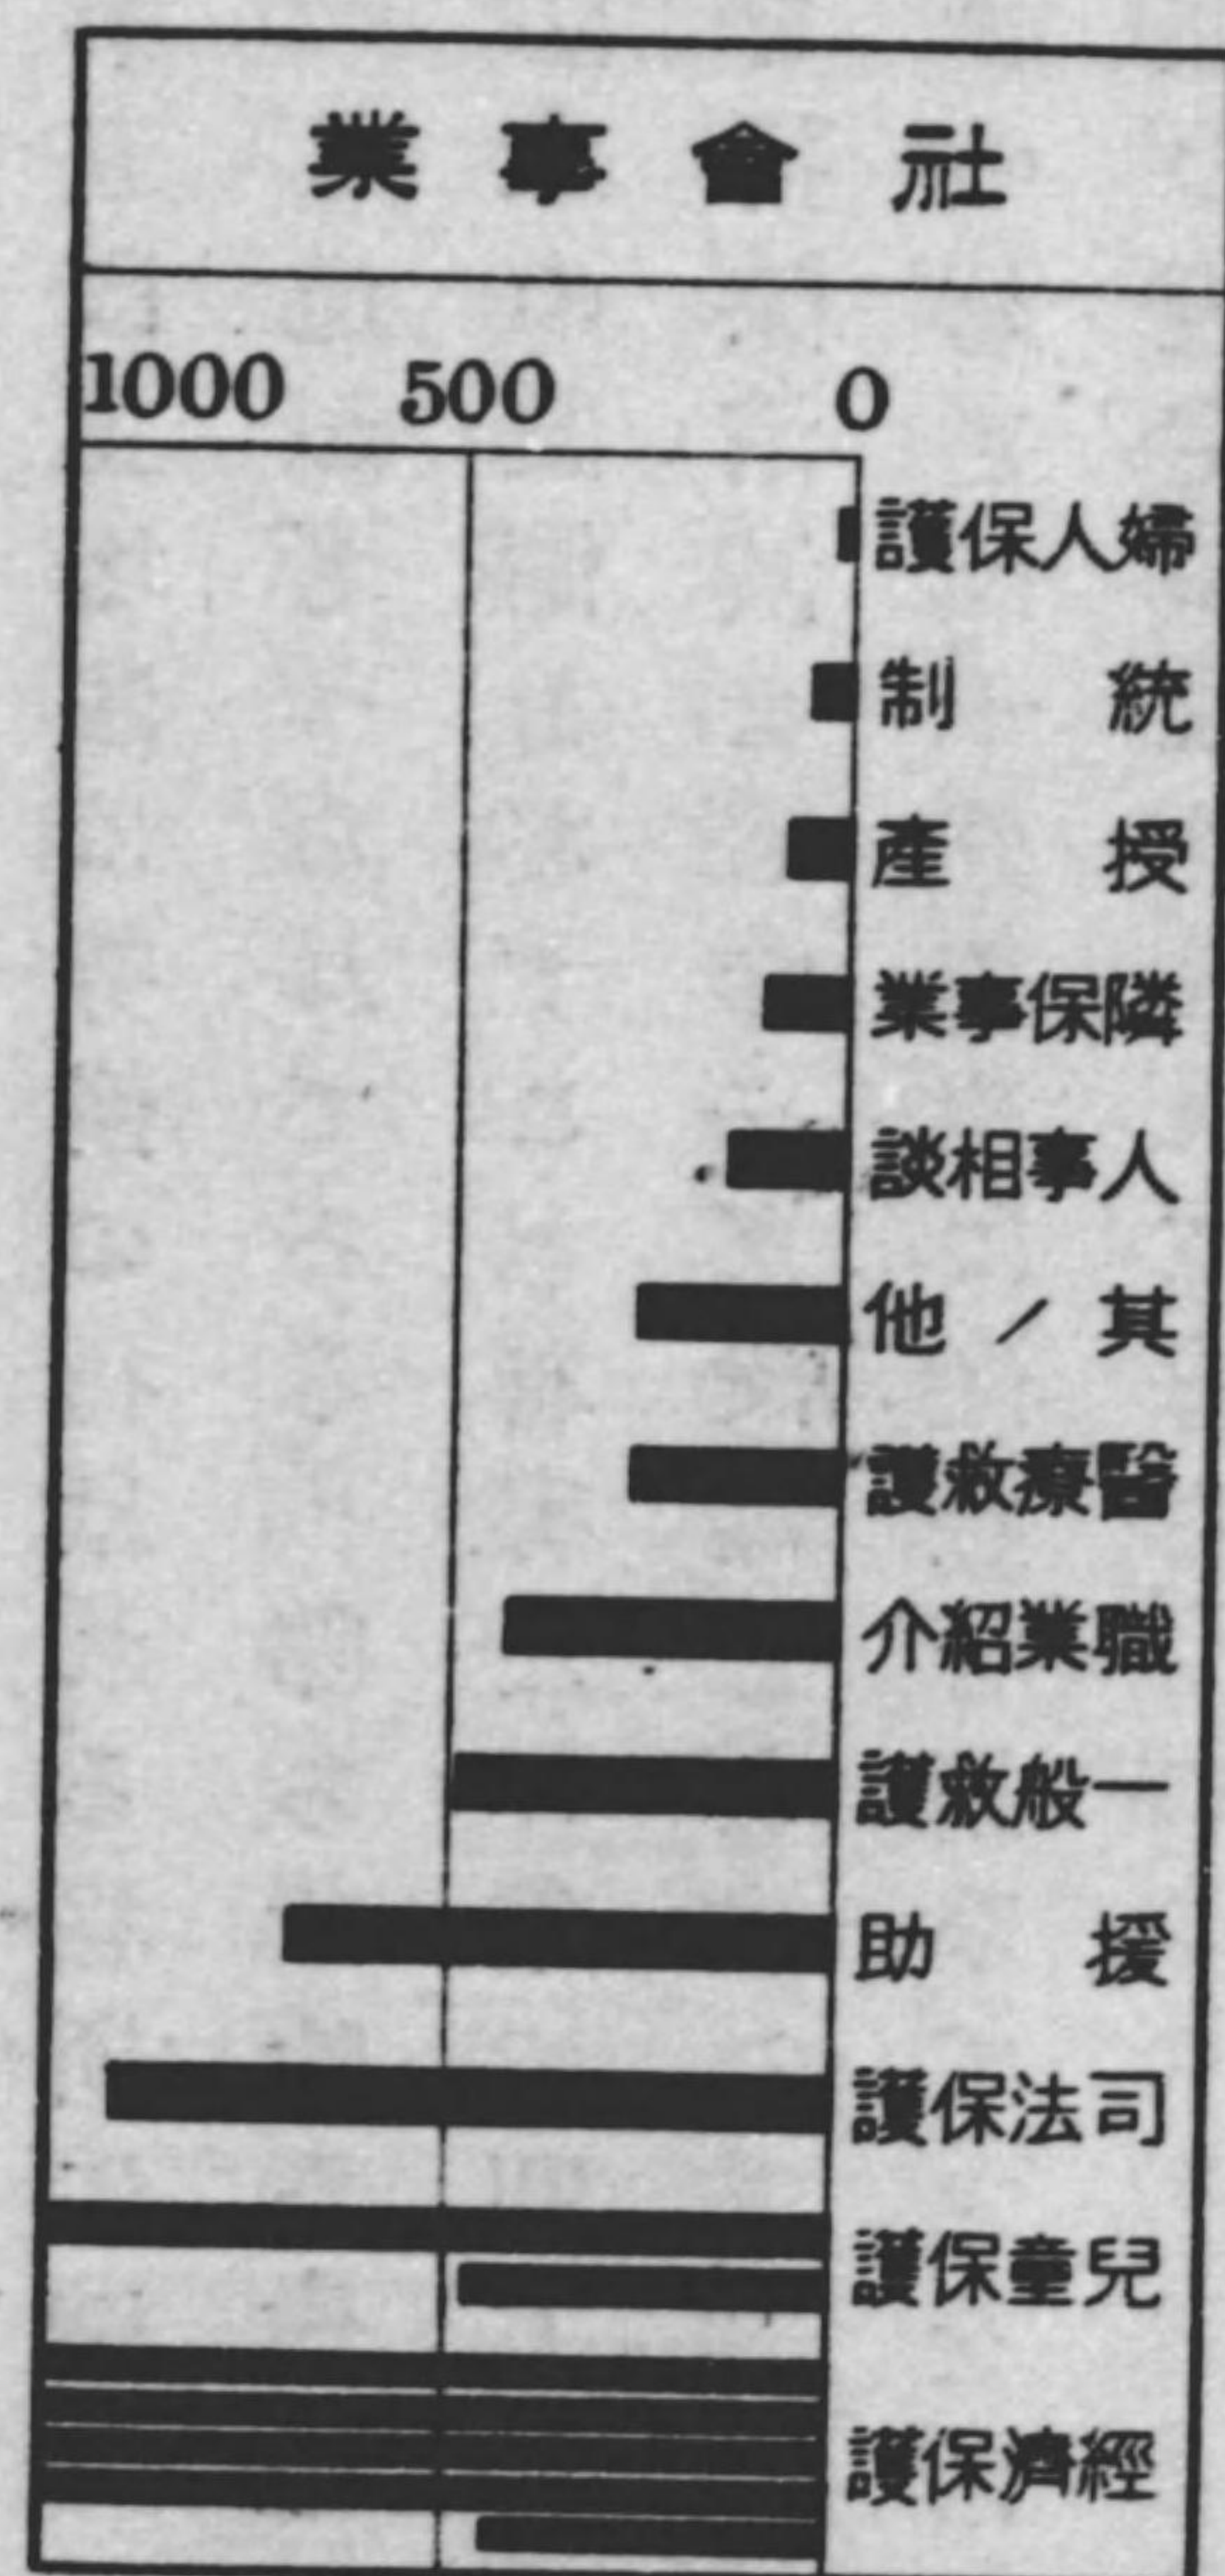 社會事業
1000 500 0
婦人保護
統制
授產
隣保事業
人事相談
其ノ他
醫療救護
職業紹介
一般救護
援助
司法保護
兒童保護
經濟保護